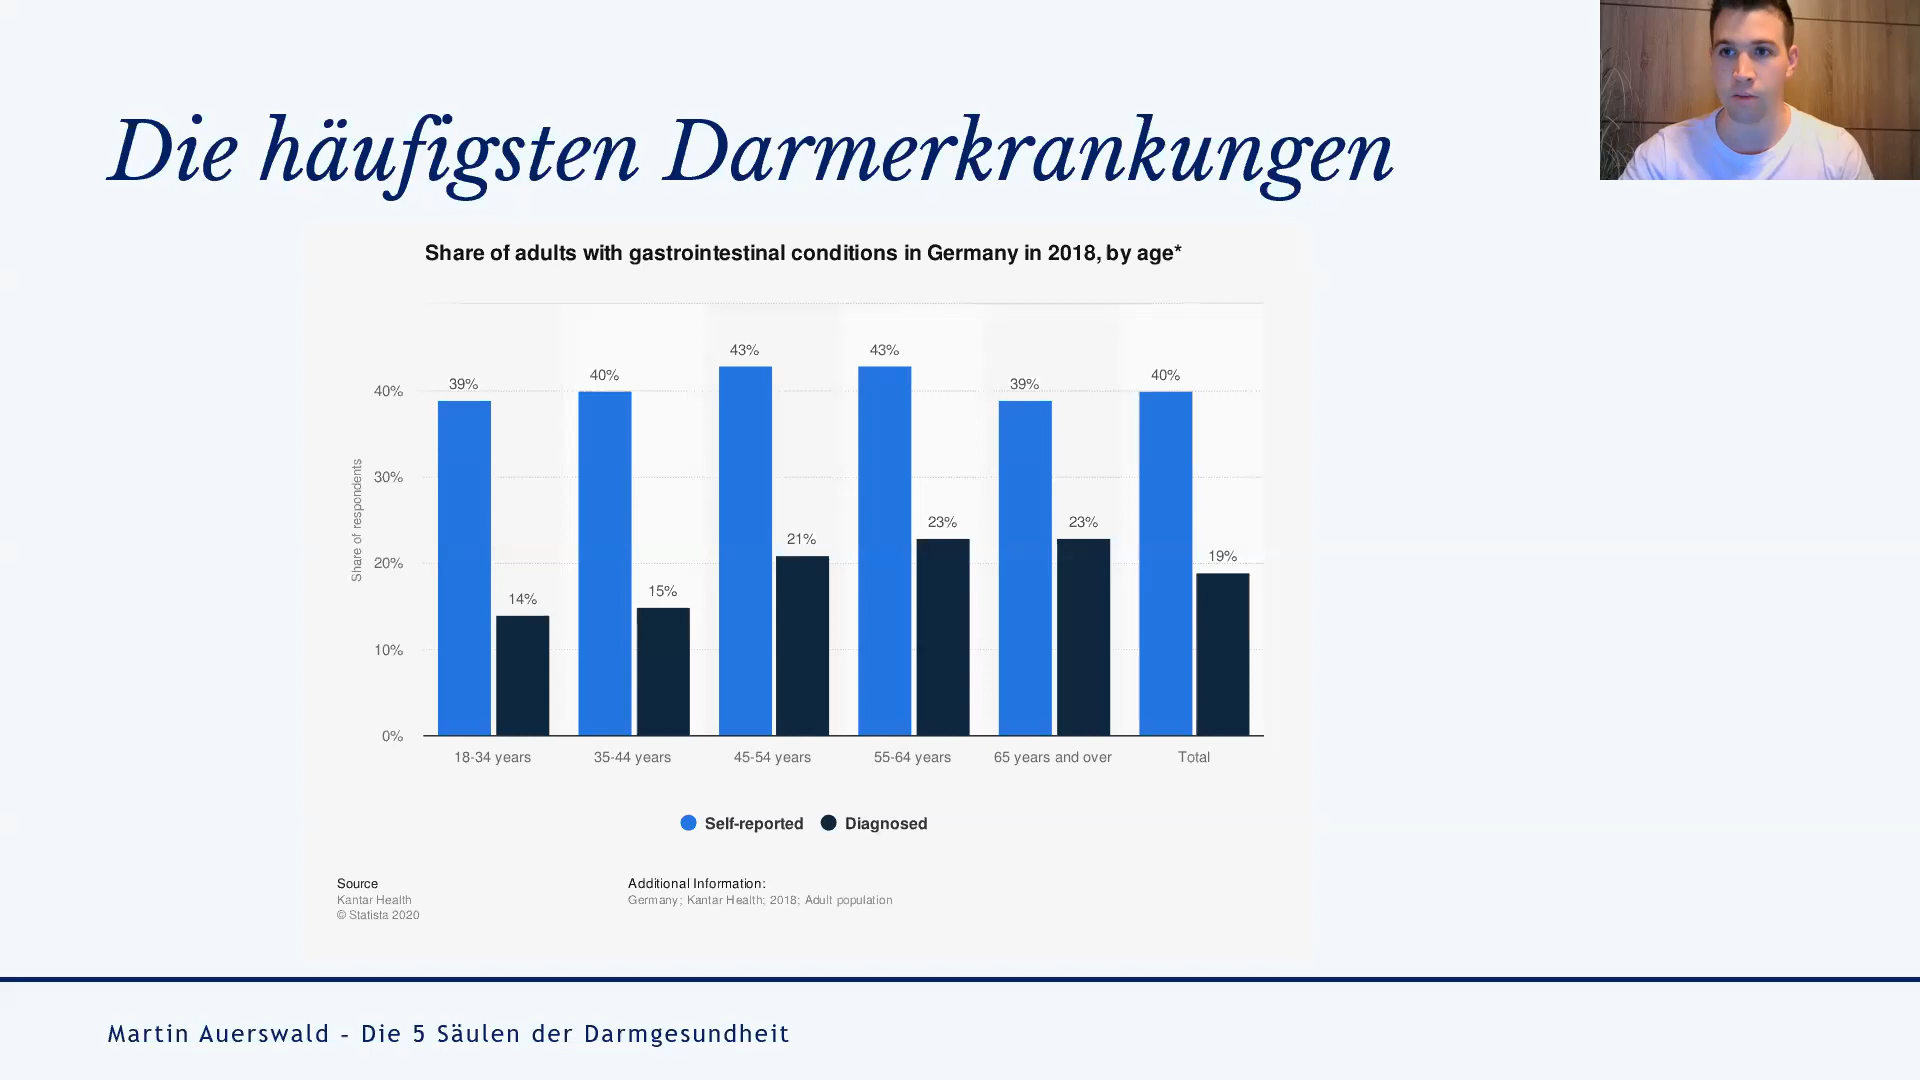 Die häufigsten Darmerkrankungen
Share of adults with gastrointestinal conditions in Germany in 2018, by age*
Share of respondents
40%
30%
20%
10%
0%
39%
14%
40%
15%
43%
21%
43%
23%
39%
23%
40%
19%
18-34 years
35-44 years
45-54 years
55-64 years
65 years and over
Total
Self-reported
Diagnosed
Source
Kantar Health
© Statista 2020
Additional Information:
Germany; Kantar Health; 2018; Adult population
Martin Auerswald – Die 5 Säulen der Darmgesundheit